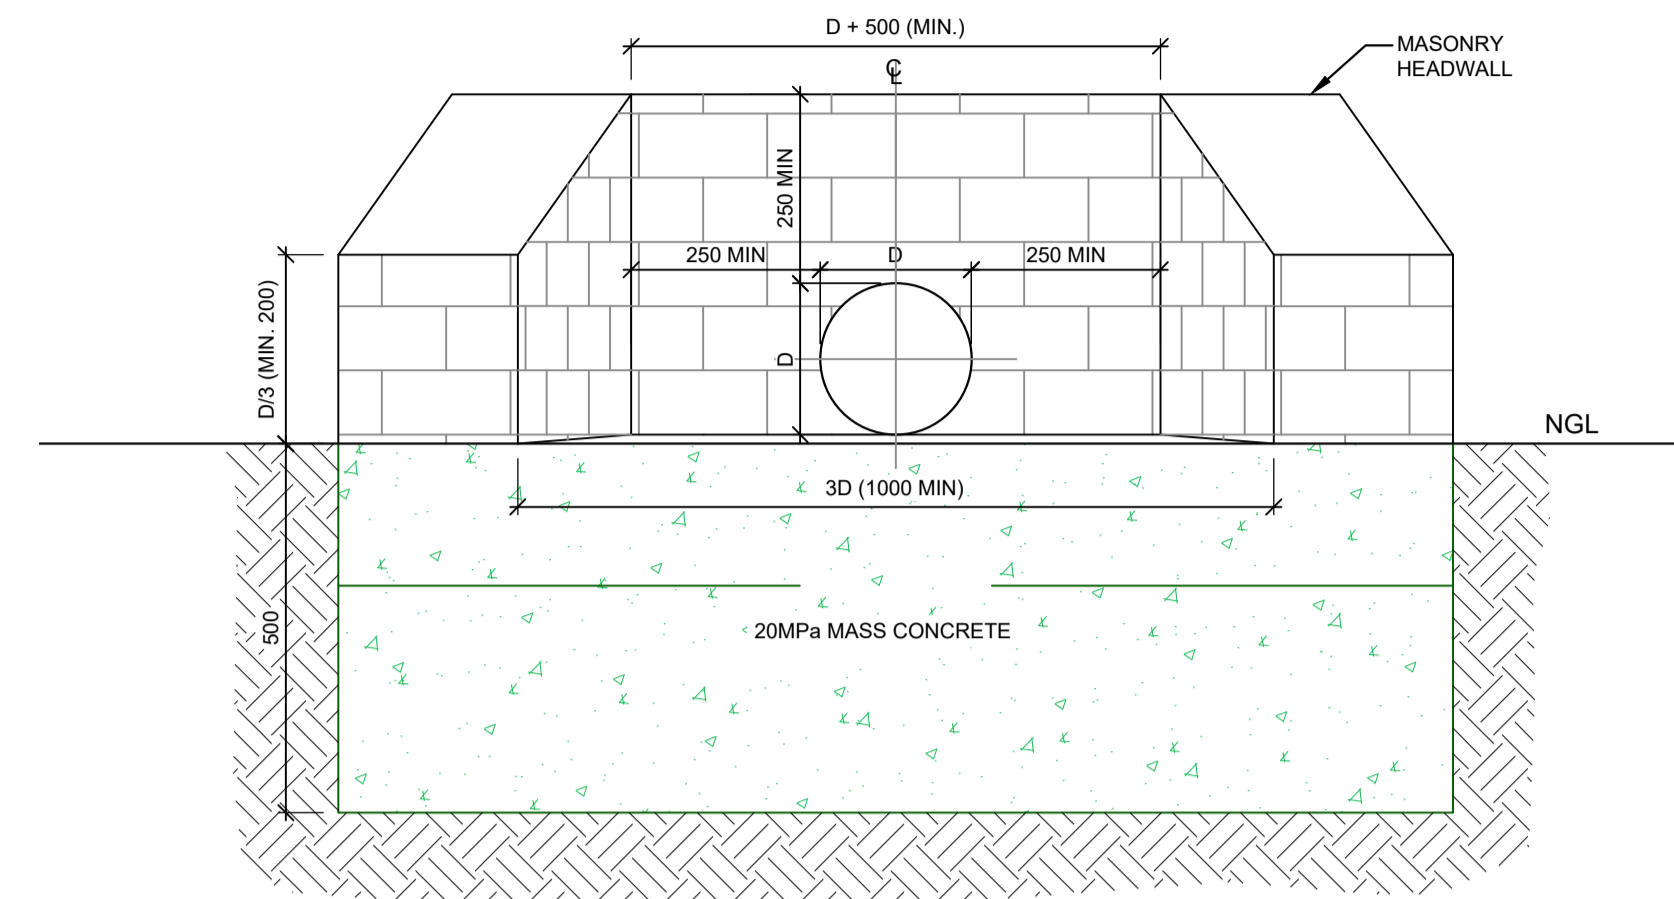 D + 500 (MIN.)
℄
MASONRY
HEADWALL
250 MIN
250 MIN
D
250 MIN
D/3 (MIN. 200)
D
NGL
3D (1000 MIN)
500
20MPa MASS CONCRETE